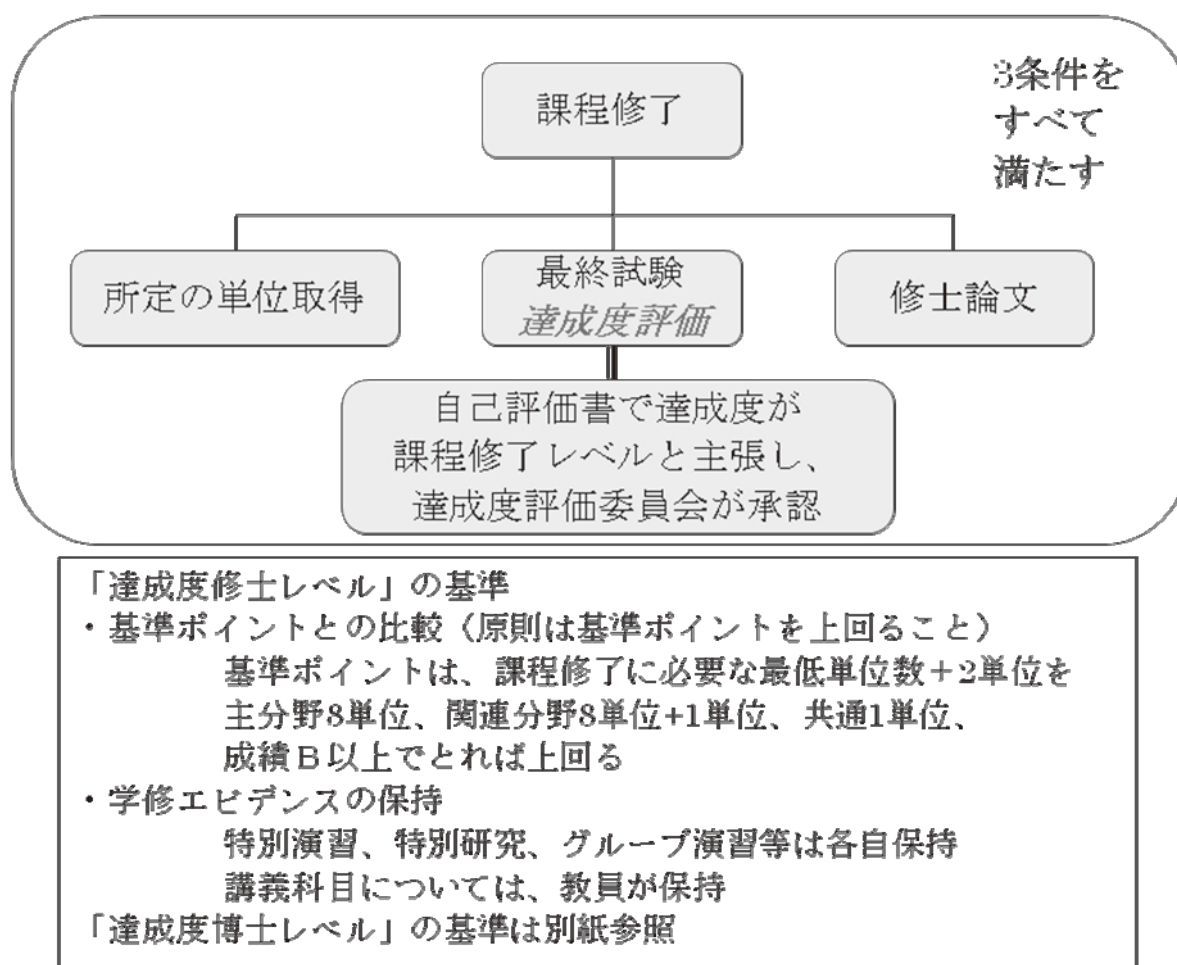 課程修了
3条件を
すべて
満たす
所定の単位取得
最終試験
達成度評価
修士論文
自己評価書で達成度が
課程修了レベルと主張し、
達成度評価委員会が承認
「達成度修士レベル」の基準
・基準ポイントとの比較（原則は基準ポイントを上回ること）
基準ポイントは、課程修了に必要な最低単位数＋2単位を
主分野8単位、関連分野8単位+1単位、共通1単位、
成績Ｂ以上でとれば上回る
・学修エビデンスの保持
特別演習、特別研究、グループ演習等は各自保持
講義科目については、教員が保持
「達成度博士レベル」の基準は別紙参照